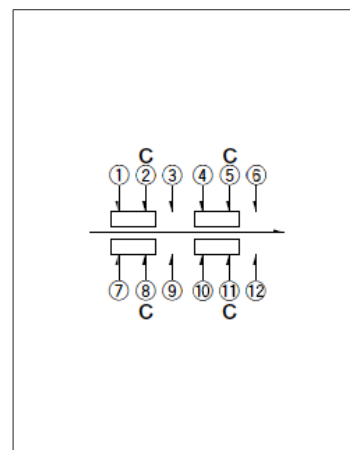 C C
① ② ③ ④ ⑤ ⑥
⑦ ⑧ ⑨ ⑩ ⑪ ⑫
C C